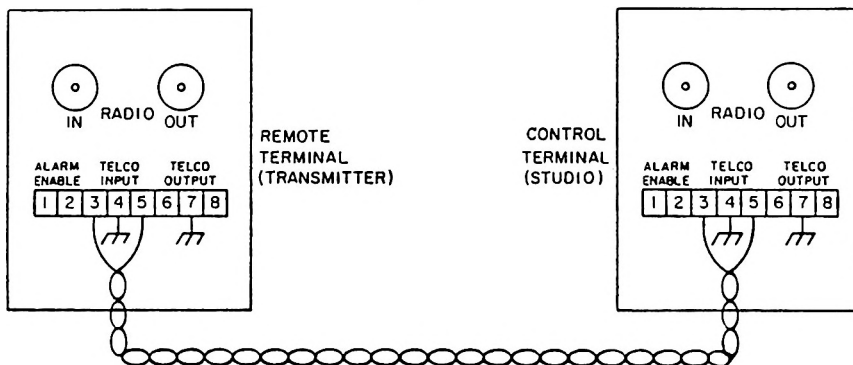 IN RADIO OUT
REMOTE
TERMINAL
(TRANSMITTER)
ALARM
ENABLE
TELCO
INPUT
TELCO
OUTPUT
1 2 3 4 5 6 7 8
CONTROL
TERMINAL
(STUDIO)
IN RADIO OUT
ALARM
ENABLE
TELCO
INPUT
TELCO
OUTPUT
1 2 3 4 5 6 7 8